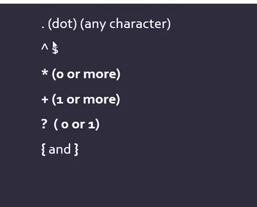 . (dot) (any character)
^ $
* (0 or more)
+ (1 or more)
? ( 0 or 1)
{ and }